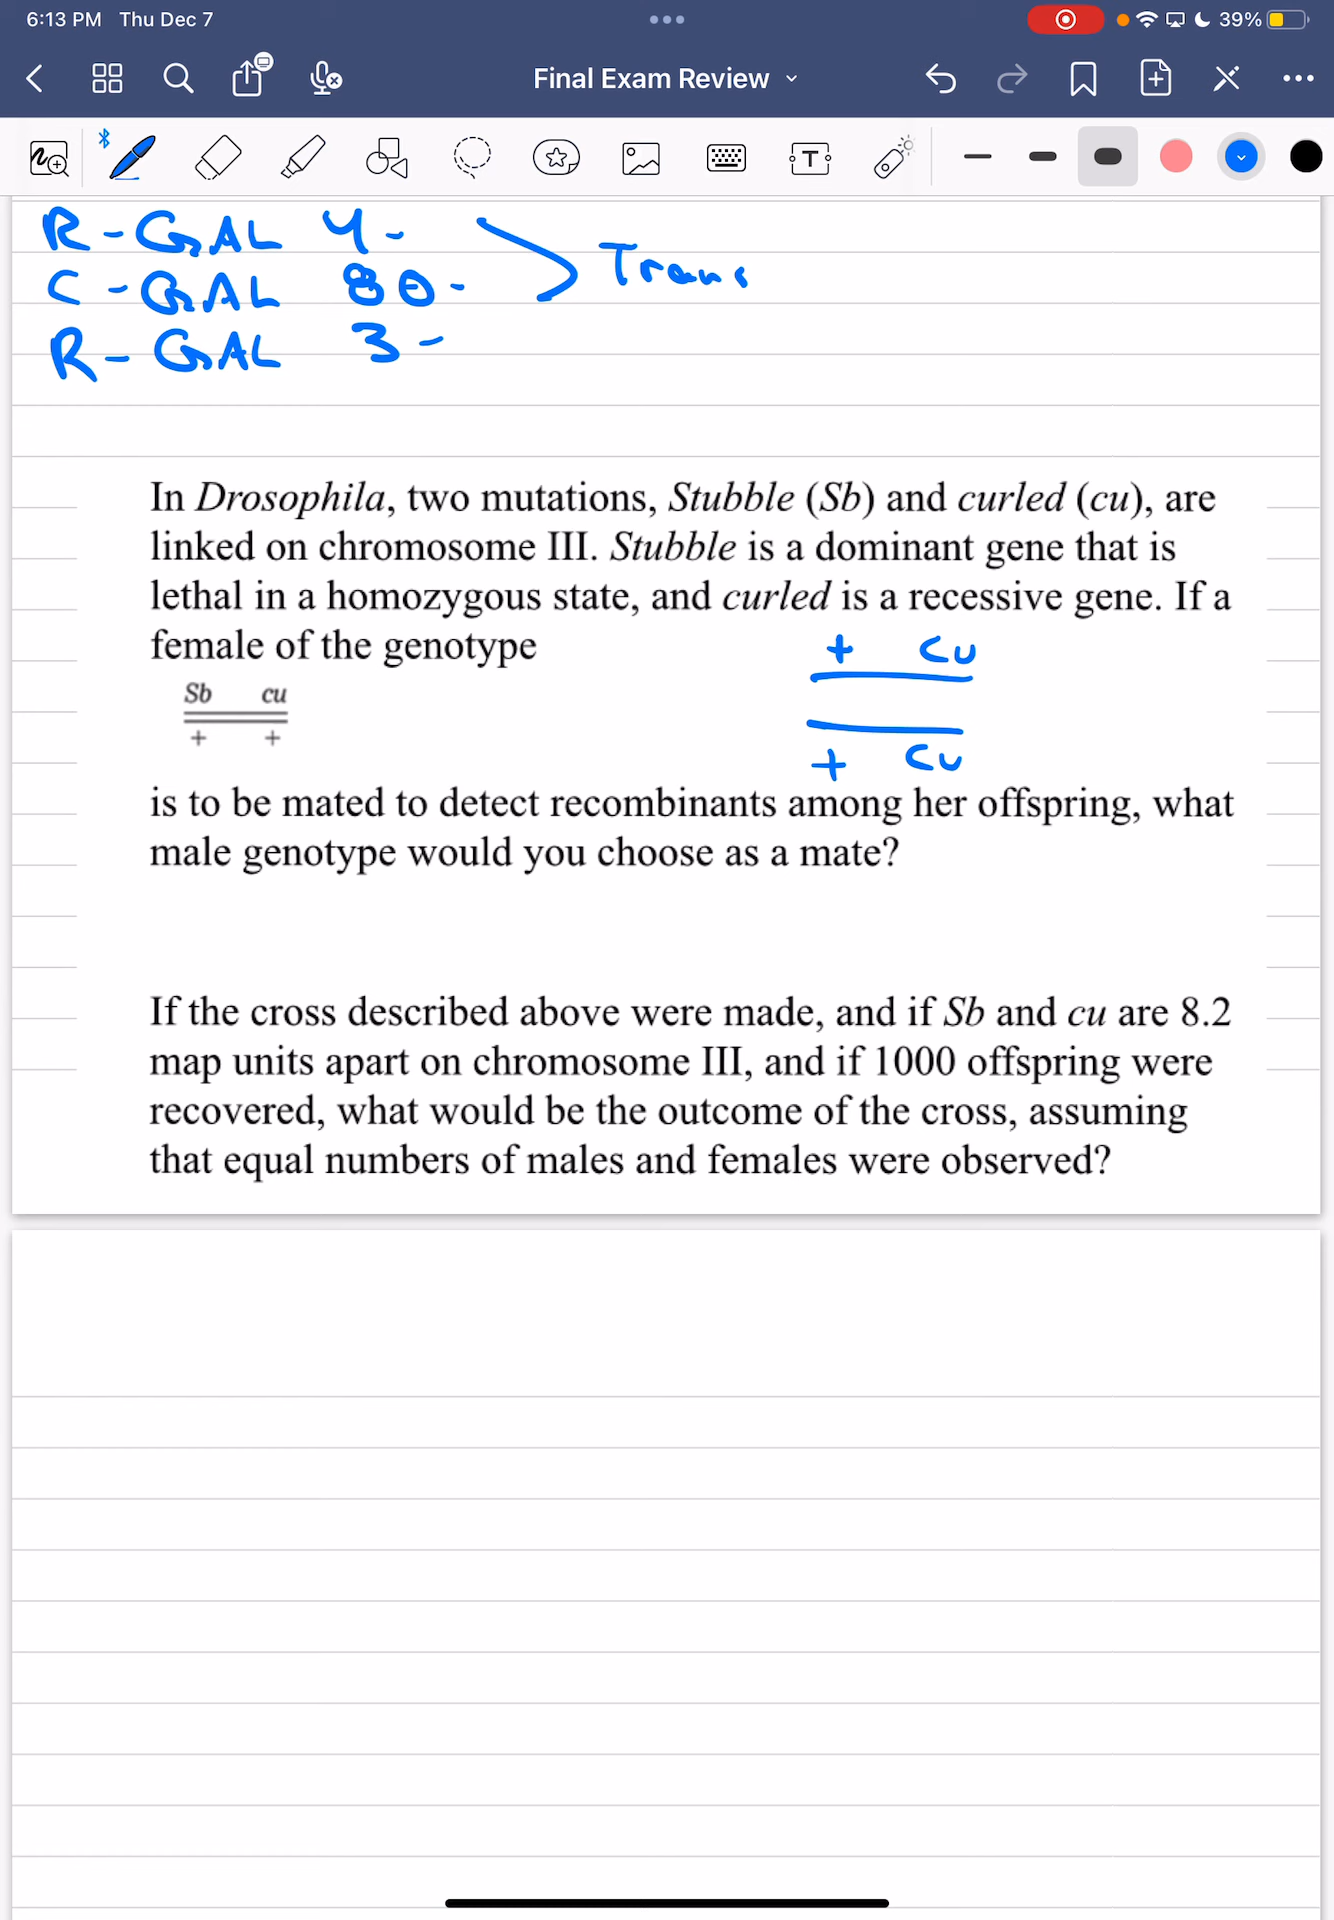 6:13 PM Thu Dec 7
39%
Final Exam Review
T
R - GAL 4 -
C - GAL 80 -
Trans
R - GAL 3 -
In Drosophila, two mutations, Stubble (Sb) and curled (cu), are
linked on chromosome III. Stubble is a dominant gene that is
lethal in a homozygous state, and curled is a recessive gene. If a
female of the genotype
+ cu
Sb cu
+ +
+ cu
is to be mated to detect recombinants among her offspring, what
male genotype would you choose as a mate?
If the cross described above were made, and if Sb and cu are 8.2
map units apart on chromosome III, and if 1000 offspring were
recovered, what would be the outcome of the cross, assuming
that equal numbers of males and females were observed?